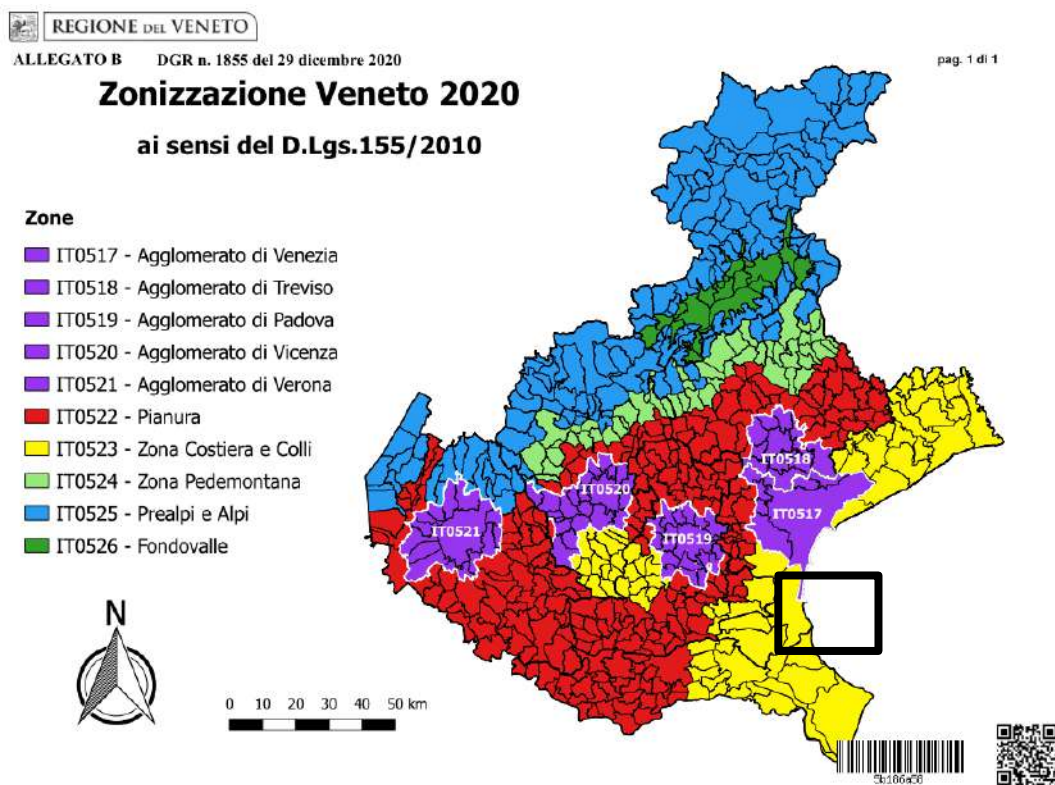 REGIONE DEL VENETO
ALLEGATO B DGR n. 1855 del 29 dicembre 2020 pag. 1 di 1
Zonizzazione Veneto 2020
ai sensi del D.Lgs.155/2010
Zone
IT0517 - Agglomerato di Venezia
IT0518 - Agglomerato di Treviso
IT0519 - Agglomerato di Padova
IT0520 - Agglomerato di Vicenza
IT0521 - Agglomerato di Verona
IT0522 - Pianura
IT0523 - Zona Costiera e Colli
IT0524 - Zona Pedemontana
IT0525 - Prealpi e Alpi
IT0526 - Fondovalle
IT0518
IT0520
IT0517
IT0521
IT0519
N
0 10 20 30 40 50 km
5b106a58